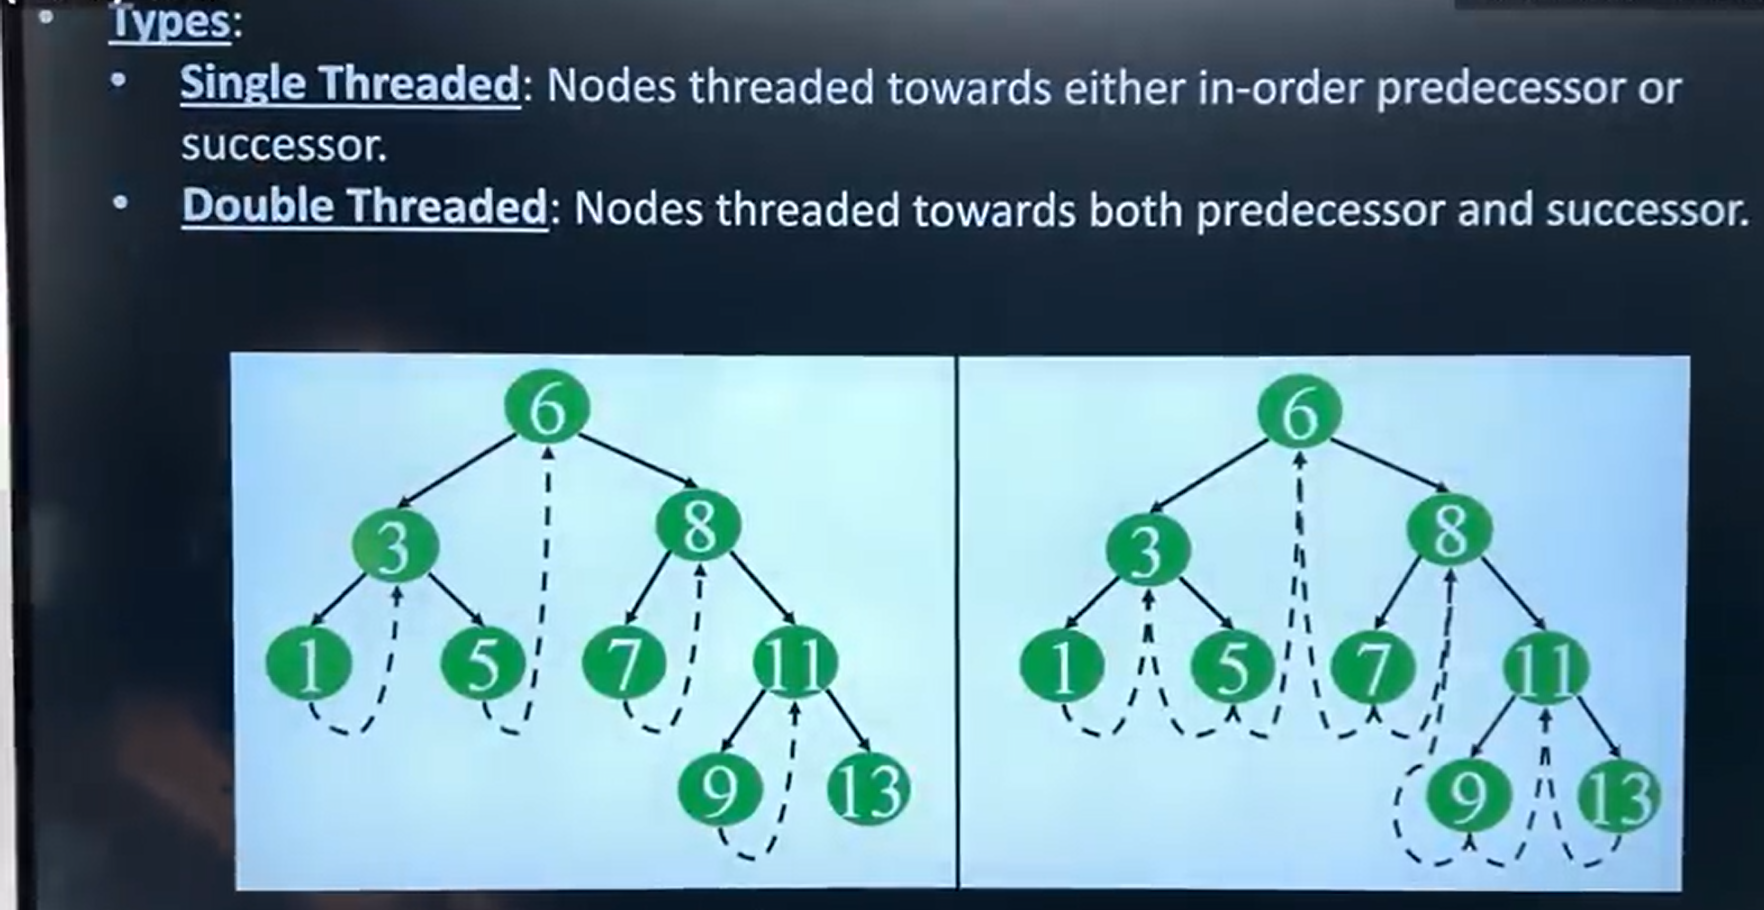 Types:
• Single Threaded: Nodes threaded towards either in-order predecessor or
successor.
• Double Threaded: Nodes threaded towards both predecessor and successor.
6 6
3 8 3 8
1 5 7 11 1 5 7 11
9 13 9 13